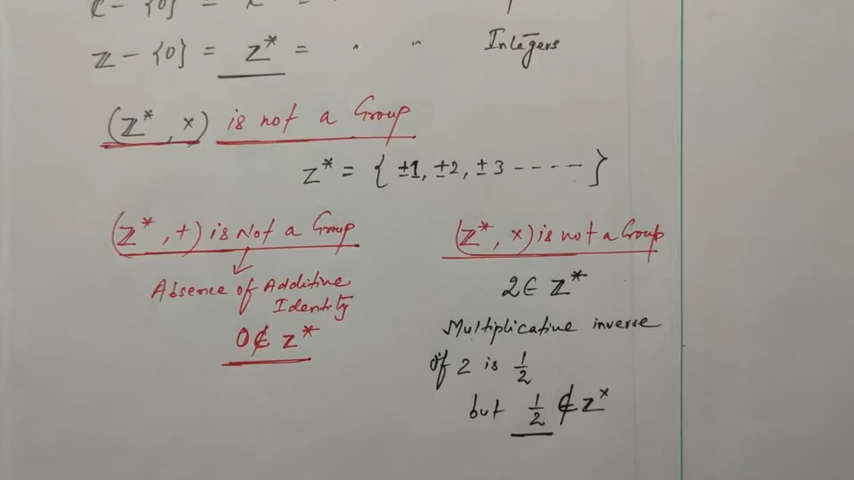 ℤ - {0} = ℤ* = " " Integers
(ℤ*, ×) is not a Group
ℤ* = { ±1, ±2, ±3 ----- }
(ℤ*, +) is Not a Group
Absence of Additive
Identity
0 ∉ ℤ*
(ℤ*, ×) is not a Group
2 ∈ ℤ*
Multiplicative inverse
of 2 is 1/2
but 1/2 ∉ ℤ*